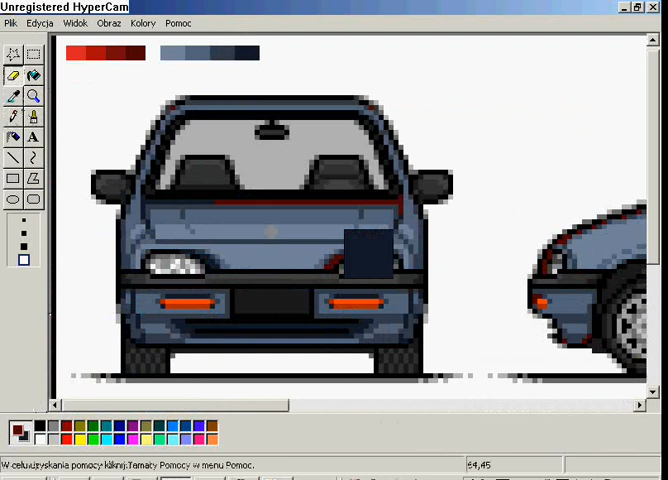 Unregistered HyperCam
Plik Edycja Widok Obraz Kolory Pomoc
A
W celu uzyskania pomocy kliknij Tematy Pomocy w menu Pomoc.
64,45